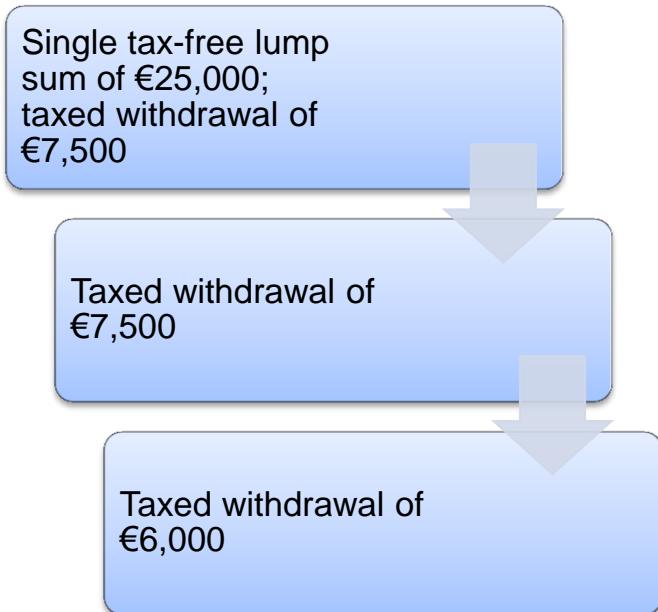 Single tax-free lump
sum of €25,000;
taxed withdrawal of
€7,500
Taxed withdrawal of
€7,500
Taxed withdrawal of
€6,000